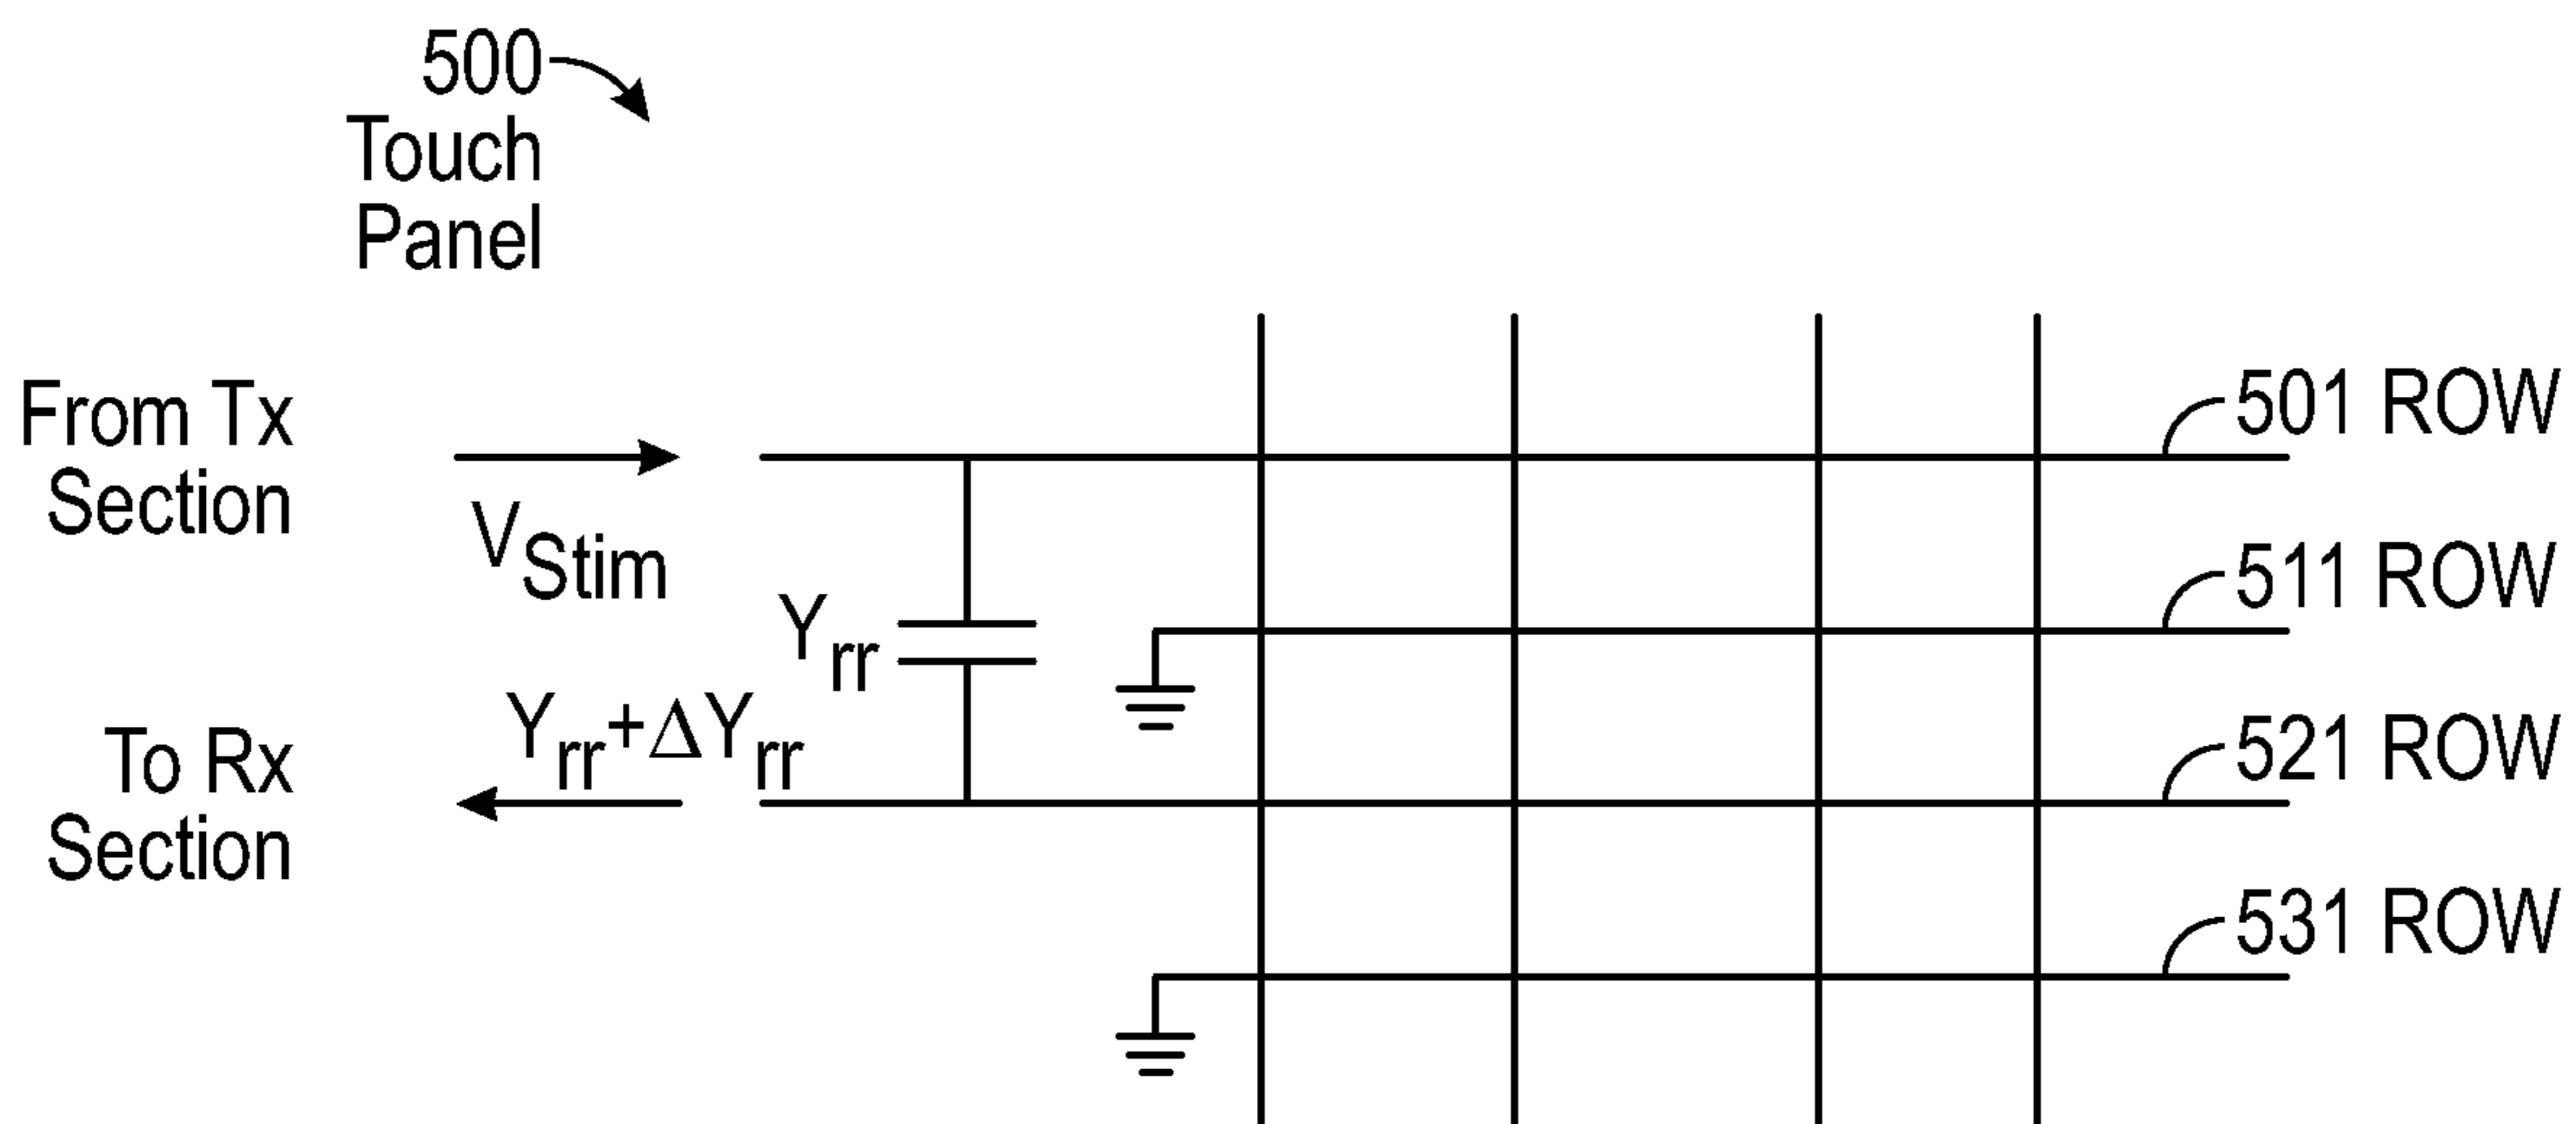 500
Touch
Panel
From Tx
Section
VStim
501 ROW
511 ROW
Yrr
Yrr+ΔYrr
To Rx
Section
521 ROW
531 ROW